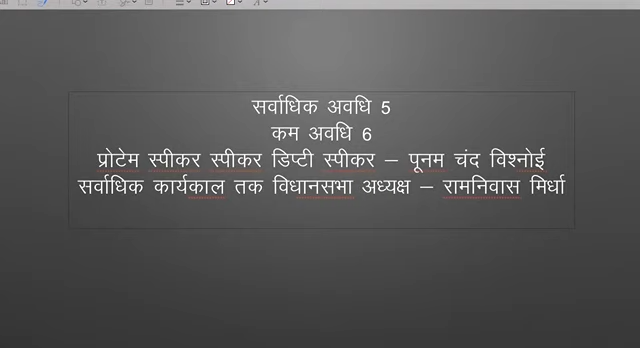 सर्वाधिक अवधि 5
कम अवधि 6
प्रोटेम स्पीकर स्पीकर डिप्टी स्पीकर – पूनम चंद विश्नोई
सर्वाधिक कार्यकाल तक विधानसभा अध्यक्ष – रामनिवास मिर्धा